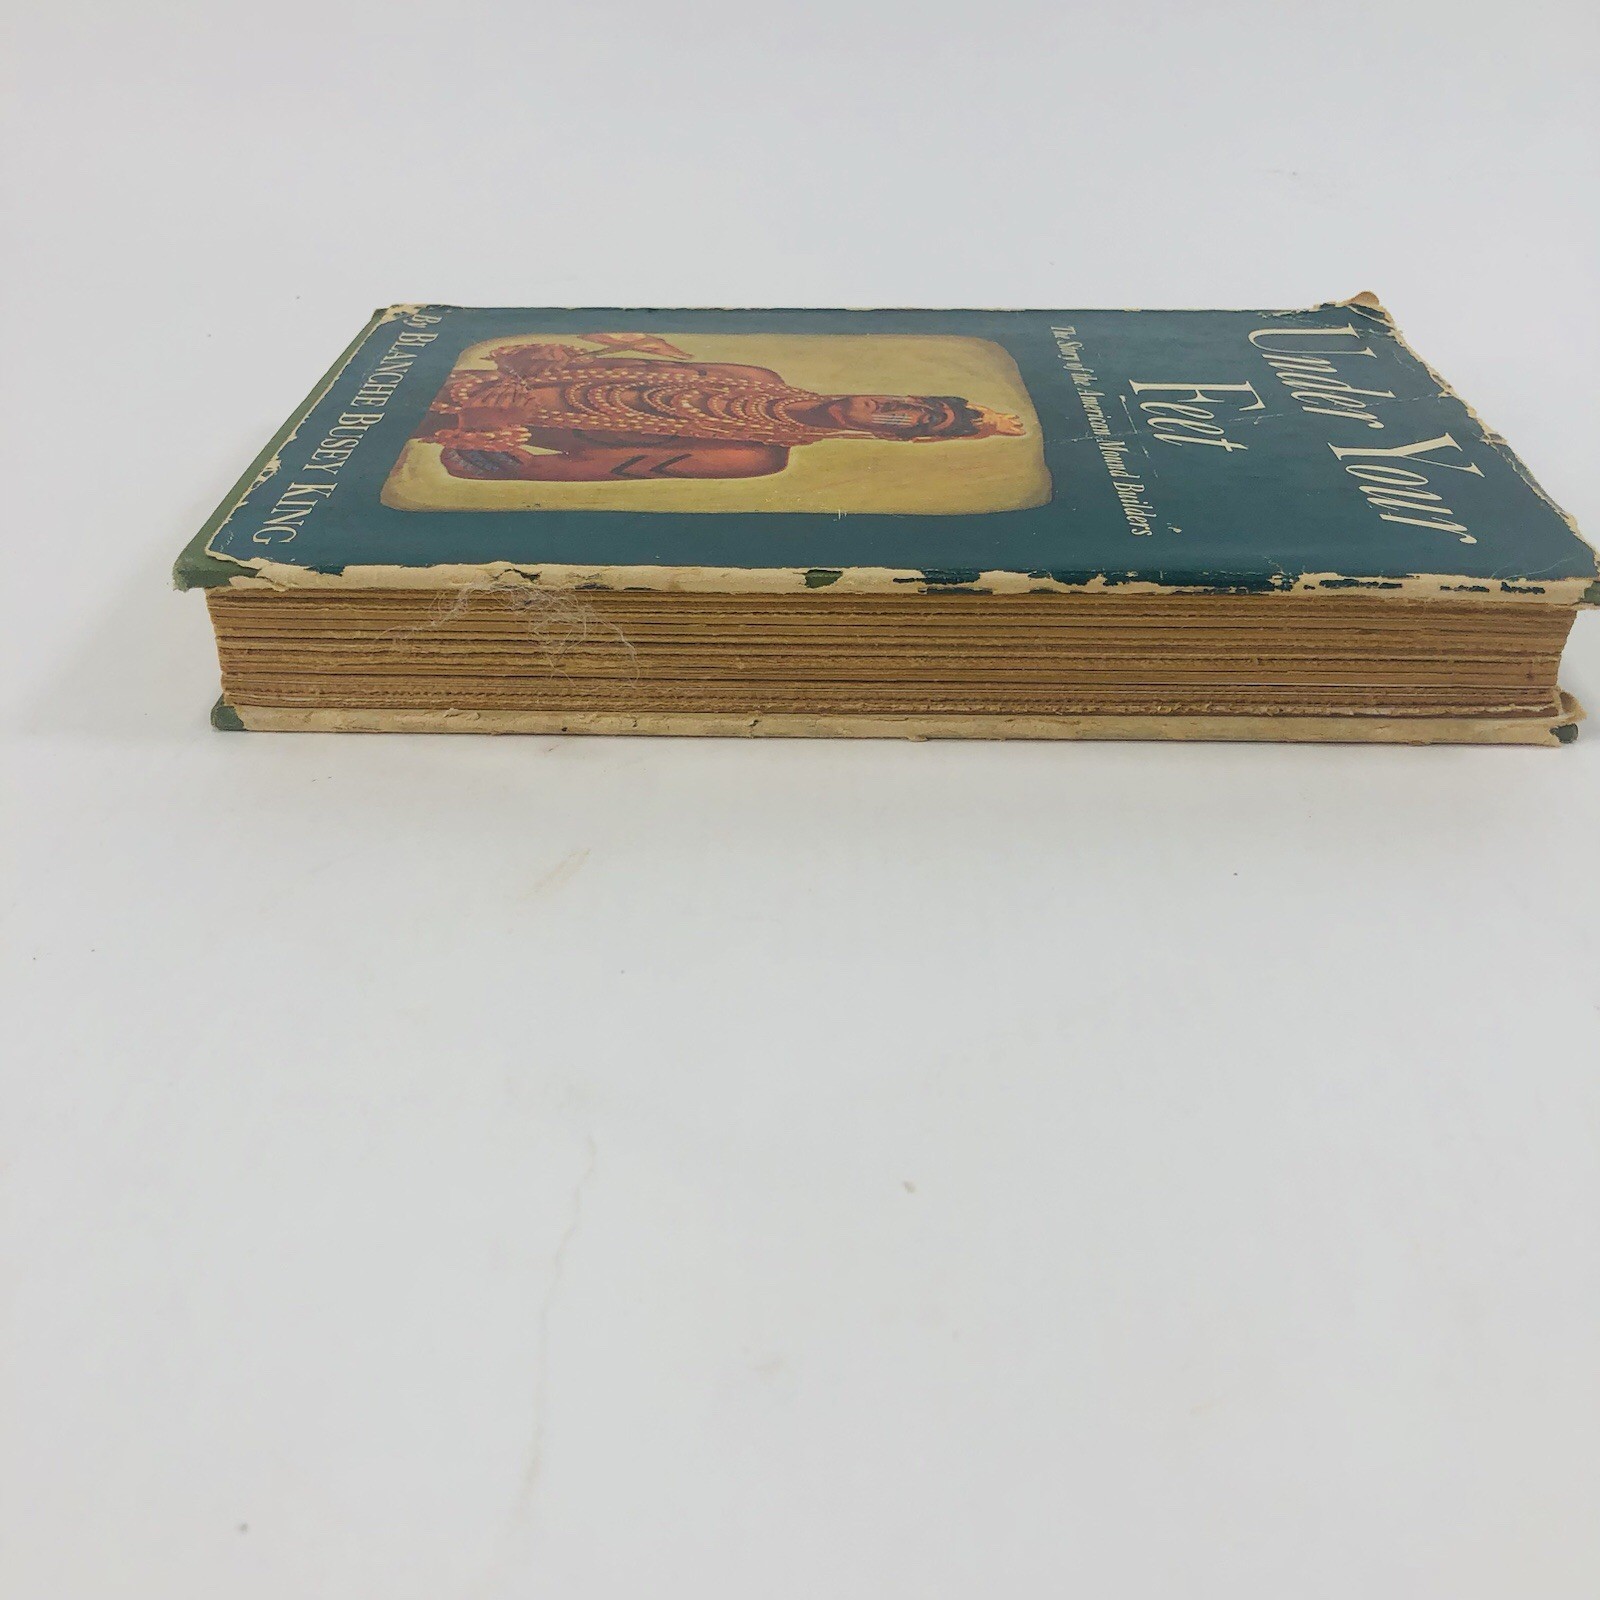 Under Your
Feet
The Story of the American Mound Builders
By BLANCHE BUSEY KING